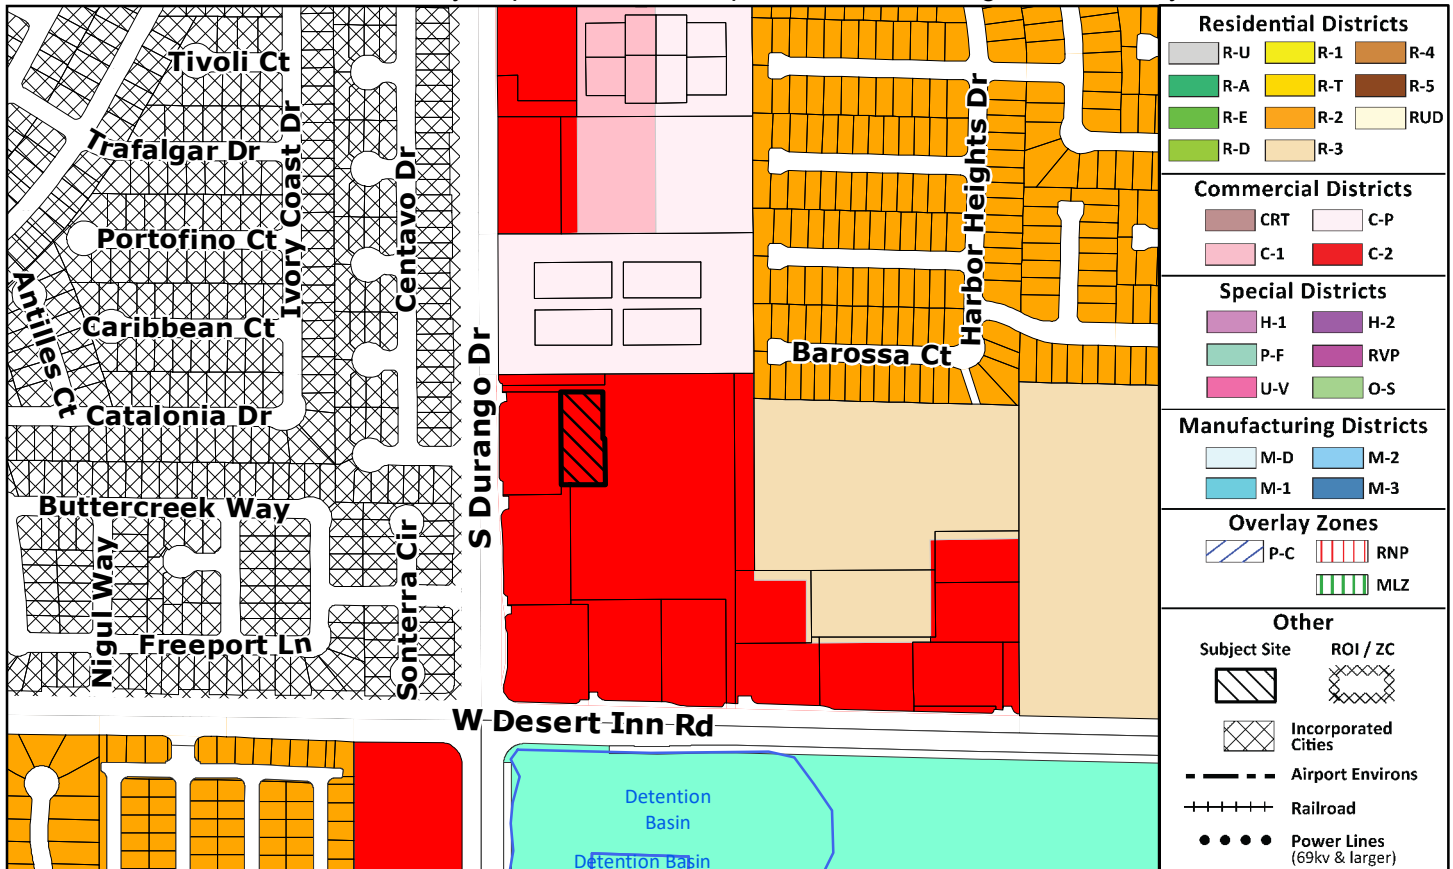 Tivoli Ct
Trafalgar Dr
Ivory Coast Dr
Centavo Dr
Portofino Ct
Antilles Ct
Caribbean Ct
Catalonia Dr
Buttercreek Way
Nigul Way
Freeport Ln
Sonterra Cir
S Durango Dr
Harbor Heights Dr
Barossa Ct
W Desert Inn Rd
Detention
Basin
Detention Basin
Residential Districts
R-U R-1 R-4
R-A R-T R-5
R-E R-2 RUD
R-D R-3
Commercial Districts
CRT C-P
C-1 C-2
Special Districts
H-1 H-2
P-F RVP
U-V O-S
Manufacturing Districts
M-D M-2
M-1 M-3
Overlay Zones
P-C RNP
MLZ
Other
Subject Site ROI / ZC
Incorporated
Cities
Airport Environs
Railroad
Power Lines
(69kv & larger)